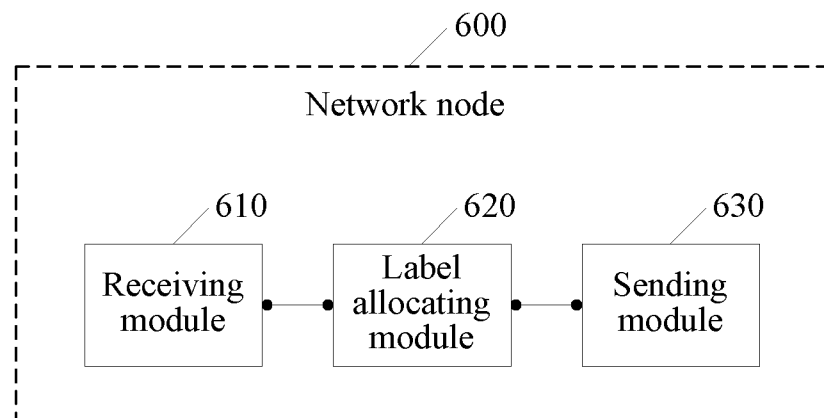 600
Network node
610
620
630
Receiving
module
Label
allocating
module
Sending
module